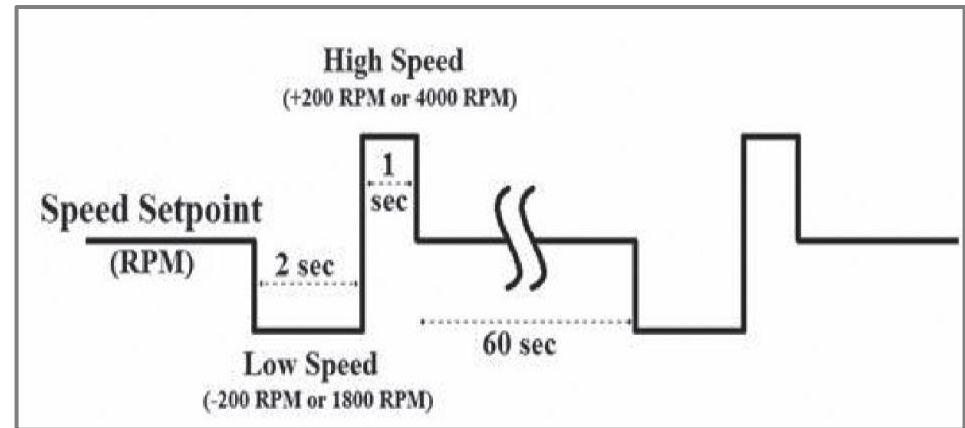 High Speed
(+200 RPM or 4000 RPM)
1
sec
Speed Setpoint
(RPM)
2 sec
60 sec
Low Speed
(-200 RPM or 1800 RPM)